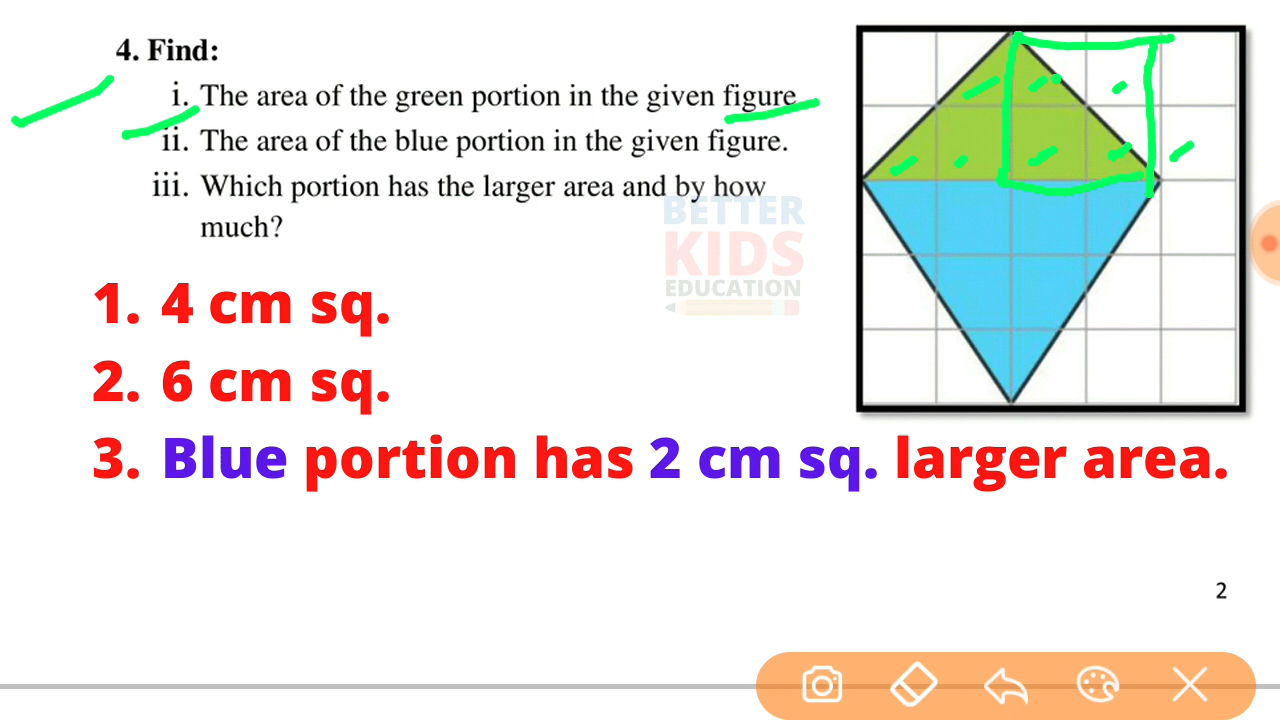 4. Find:
i. The area of the green portion in the given figure
ii. The area of the blue portion in the given figure.
iii. Which portion has the larger area and by how
much?
BETTER
KIDS
EDUCATION
1. 4 cm sq.
2. 6 cm sq.
3. Blue portion has 2 cm sq. larger area.
2